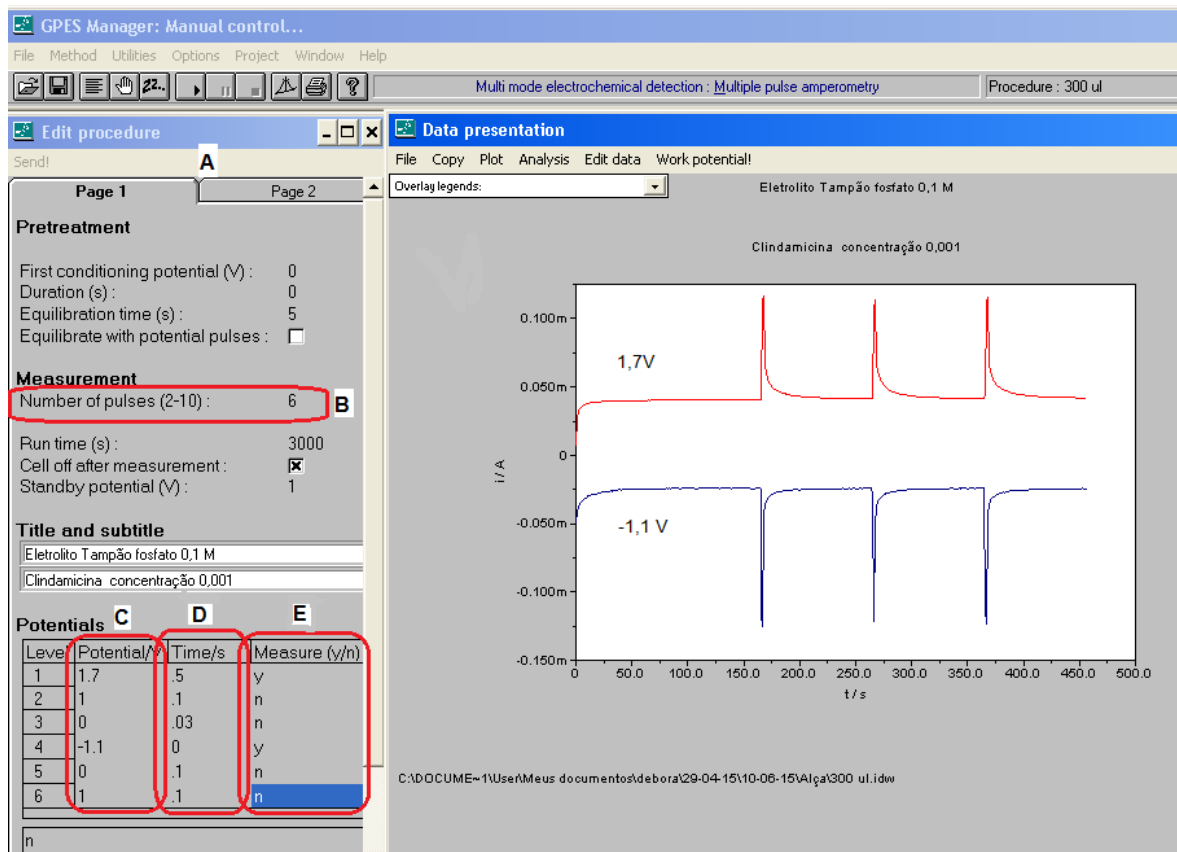 GPES Manager: Manual control...
File Method Utilities Options Project Window Help
Multi mode electrochemical detection : Multiple pulse amperometry
Procedure : 300 ul
Edit procedure
Send!
A
Page 1 Page 2
Pretreatment
First conditioning potential (V) : 0
Duration (s) : 0
Equilibration time (s) : 5
Equilibrate with potential pulses :
Measurement
Number of pulses (2-10) : 6 B
Run time (s) : 3000
Cell off after measurement :
Standby potential (V) : 1
Title and subtitle
Eletrolito Tampão fosfato 0,1 M
Clindamicina concentração 0,001
Potentials C D E
Level Potential/V Time/s Measure (y/n)
1 1.7 .5 y
2 1 .1 n
3 0 .03 n
4 -1.1 0 y
5 0 .1 n
6 1 .1 n
n
Data presentation
File Copy Plot Analysis Edit data Work potential!
Overlay legends:
Eletrolito Tampão fosfato 0,1 M
Clindamicina concentração 0,001
0.100m
1,7V
0.050m
0
i / A
-0.050m
-1,1 V
-0.100m
-0.150m
0 50.0 100.0 150.0 200.0 250.0 300.0 350.0 400.0 450.0 500.0
t / s
C:\DOCUME~1\User\Meus documentos\debora\29-04-15\10-06-15\Alça\300 ul.idw